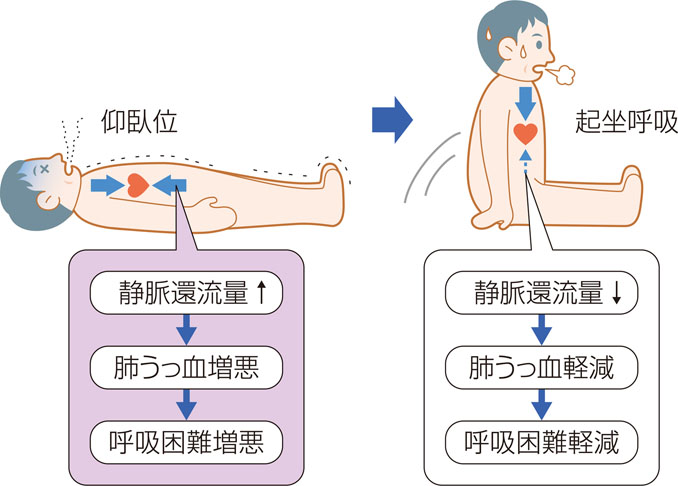 仰臥位
静脈還流量↑
肺うっ血増悪
呼吸困難増悪
起坐呼吸
静脈還流量↓
肺うっ血軽減
呼吸困難軽減